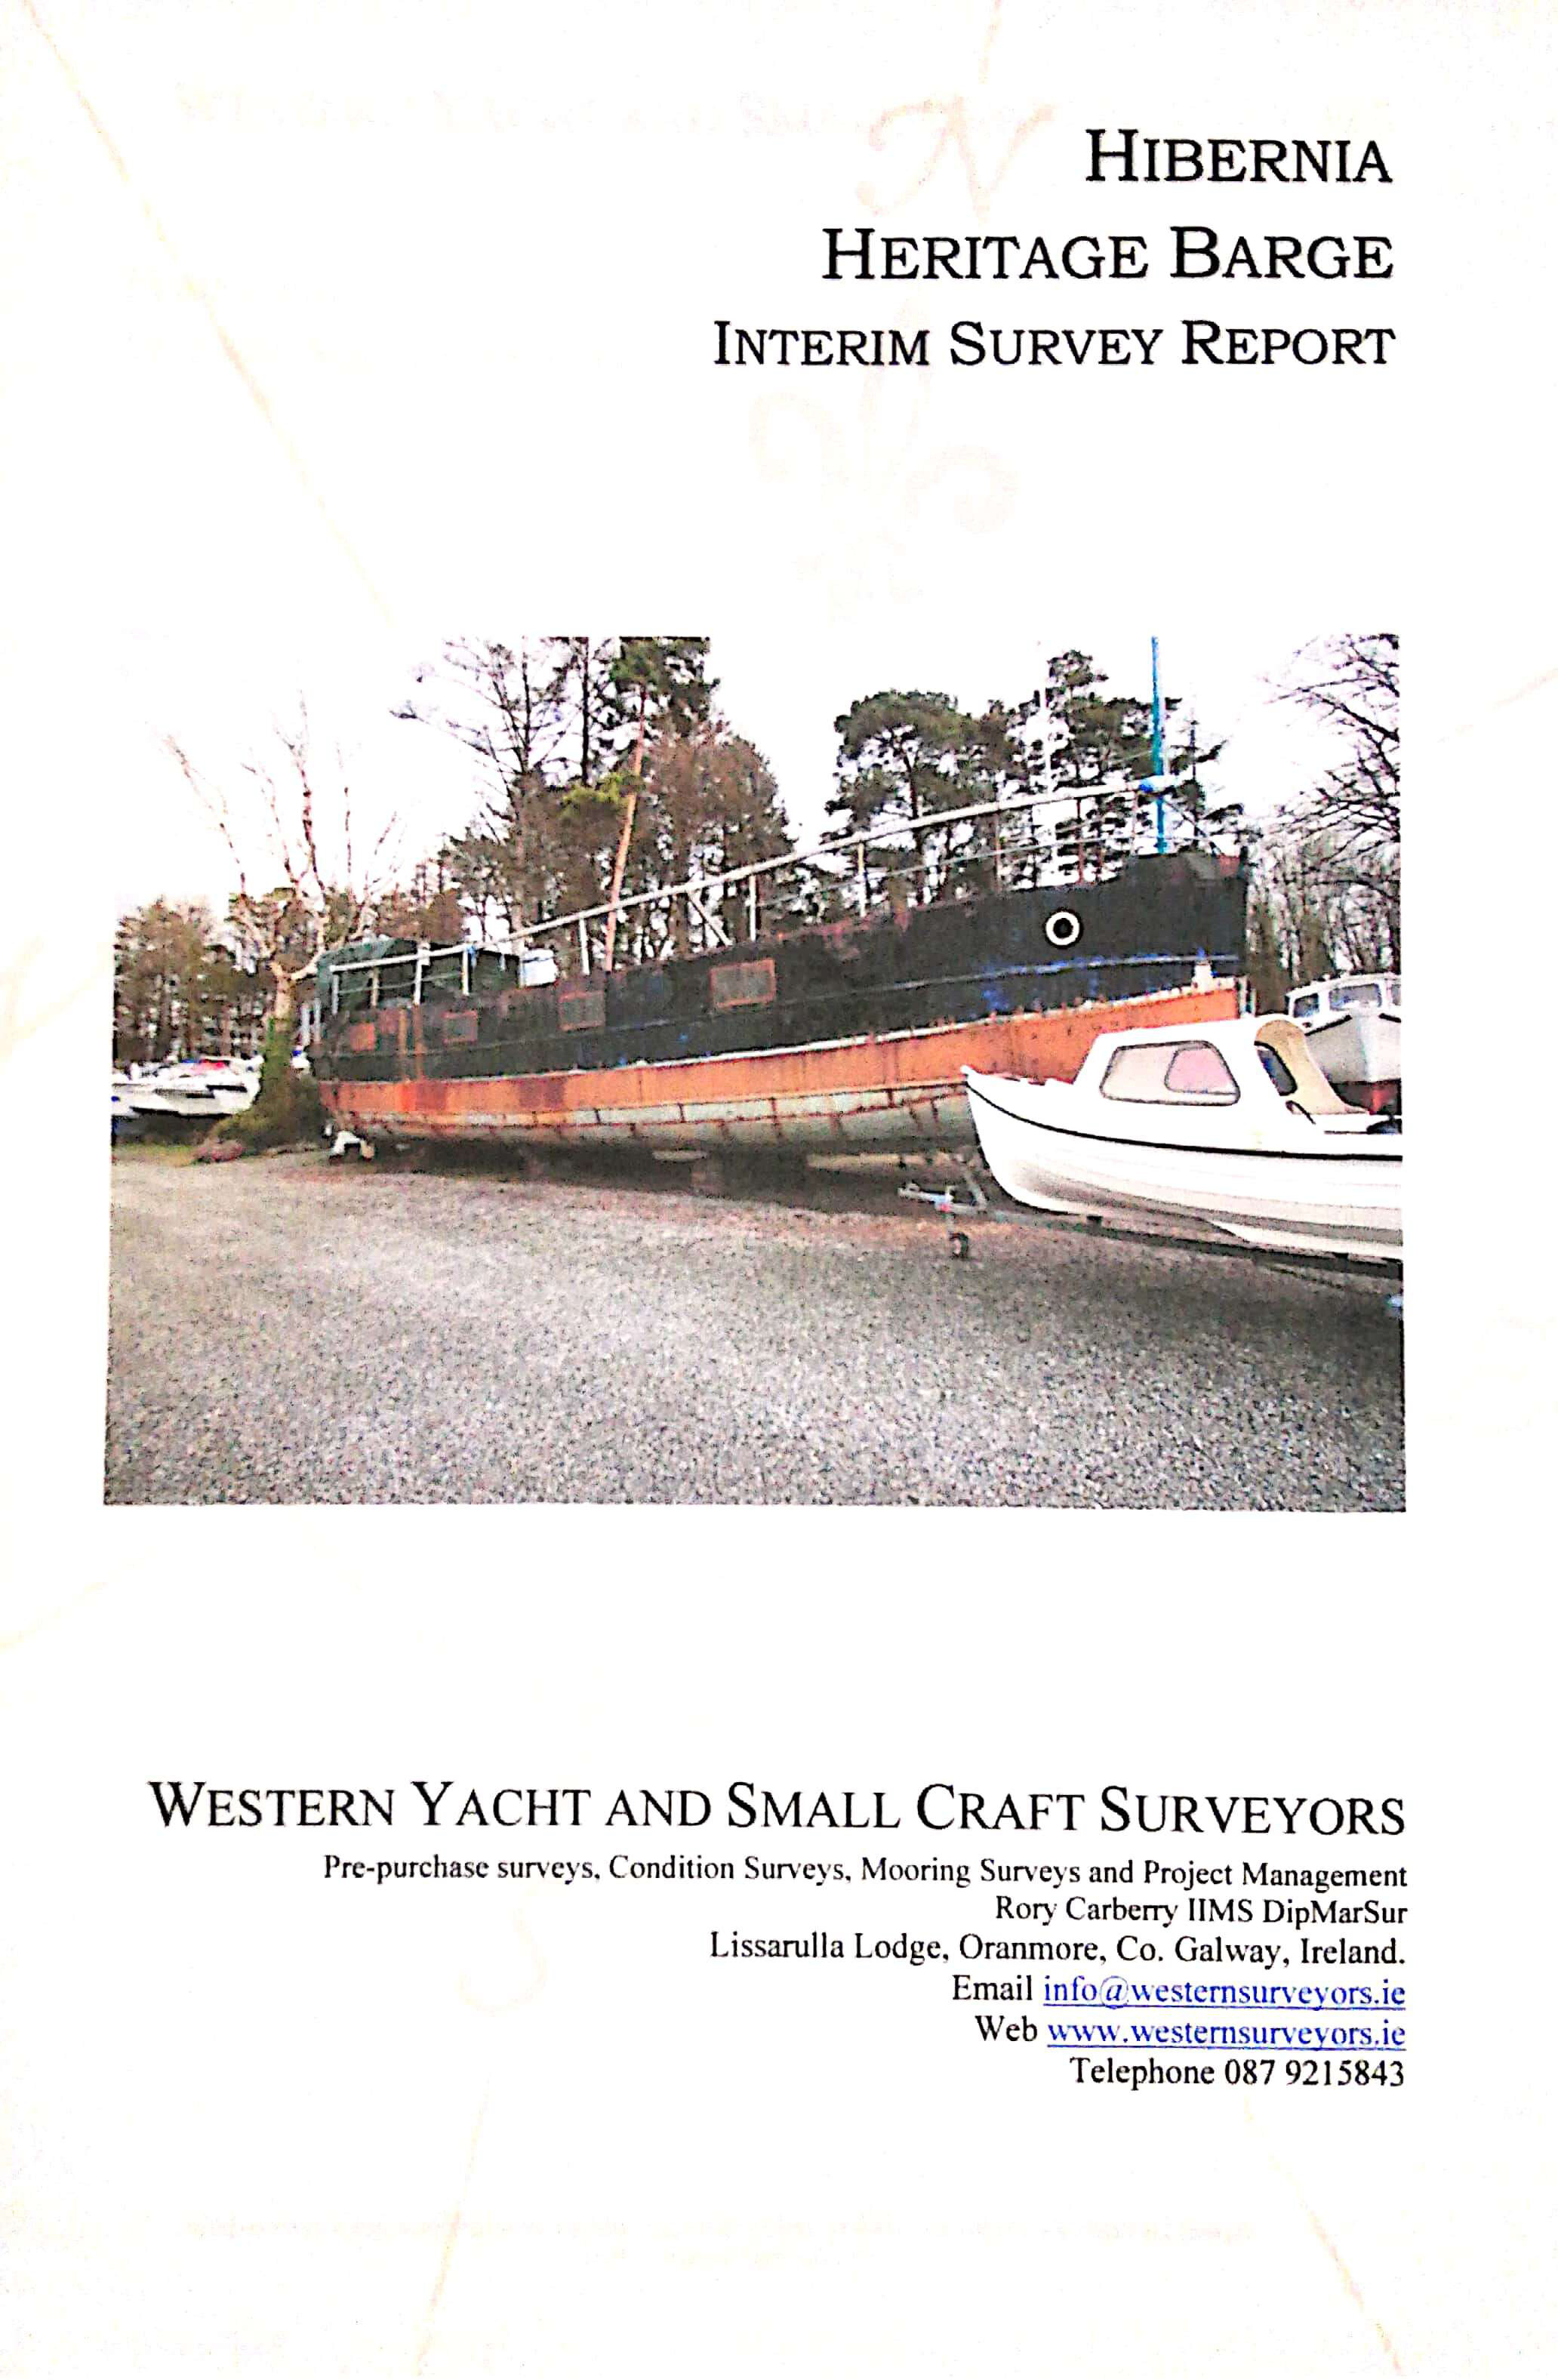 HIBERNIA
HERITAGE BARGE
INTERIM SURVEY REPORT
WESTERN YACHT AND SMALL CRAFT SURVEYORS
Pre-purchase surveys, Condition Surveys, Mooring Surveys and Project Management
Rory Carberry IIMS DipMarSur
Lissarulla Lodge, Oranmore, Co. Galway, Ireland.
Email info@westernsurveyors.ie
Web www.westernsurveyors.ie
Telephone 087 9215843